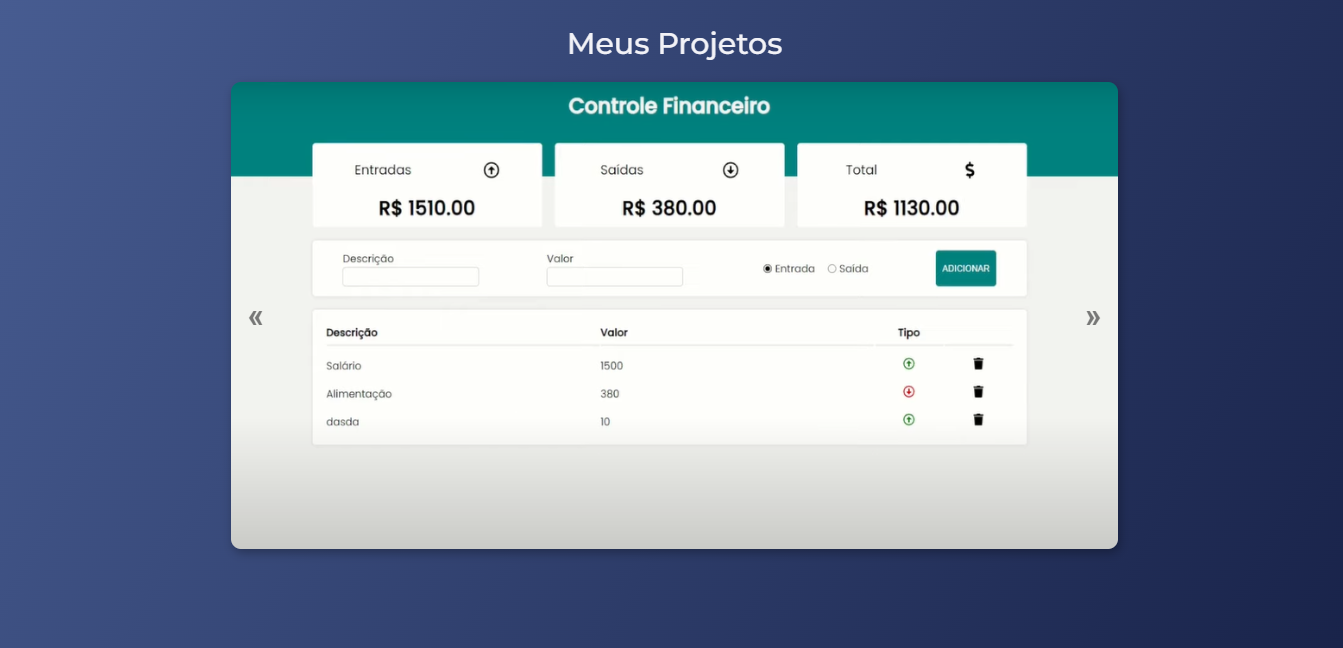 Meus Projetos
Controle Financeiro
Entradas
Saídas
Total
R$ 1510.00
R$ 380.00
R$ 1130.00
Descrição
Valor
Entrada
Saída
ADICIONAR
«
»
Descrição Valor Tipo
Salário 1500
Alimentação 380
dasda 10